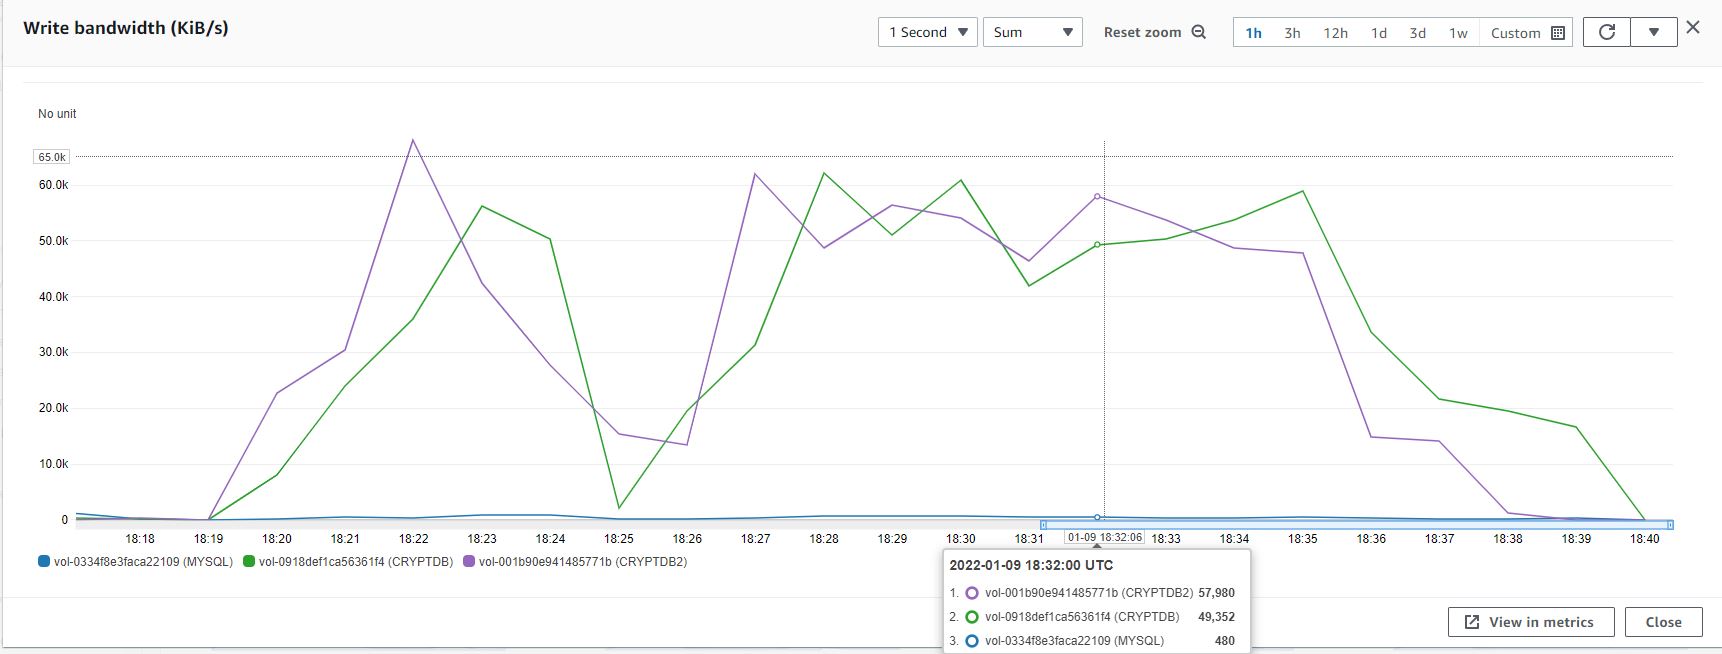 Write bandwidth (KiB/s)
1 Second Sum Reset zoom 1h 3h 12h 1d 3d 1w Custom
No unit
65.0k
60.0k
50.0k
40.0k
30.0k
20.0k
10.0k
0
18:18 18:19 18:20 18:21 18:22 18:23 18:24 18:25 18:26 18:27 18:28 18:29 18:30 18:31 01-09 18:32:06 18:33 18:34 18:35 18:36 18:37 18:38 18:39 18:40
vol-0334f8e3faca22109 (MYSQL) vol-0918def1ca56361f4 (CRYPTDB) vol-001b90e941485771b (CRYPTDB2)
2022-01-09 18:32:00 UTC
1. vol-001b90e941485771b (CRYPTDB2) 57,980
2. vol-0918def1ca56361f4 (CRYPTDB) 49,352
3. vol-0334f8e3faca22109 (MYSQL) 480
View in metrics Close